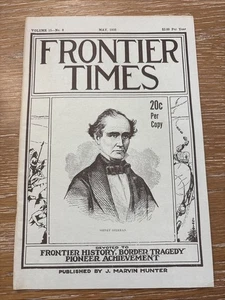 FRONTIER
TIMES
20c
Per
Copy
DEVOTED TO
FRONTIER HISTORY, BORDER TRAGEDY
PIONEER ACHIEVEMENT
PUBLISHED BY J. MARVIN HUNTER